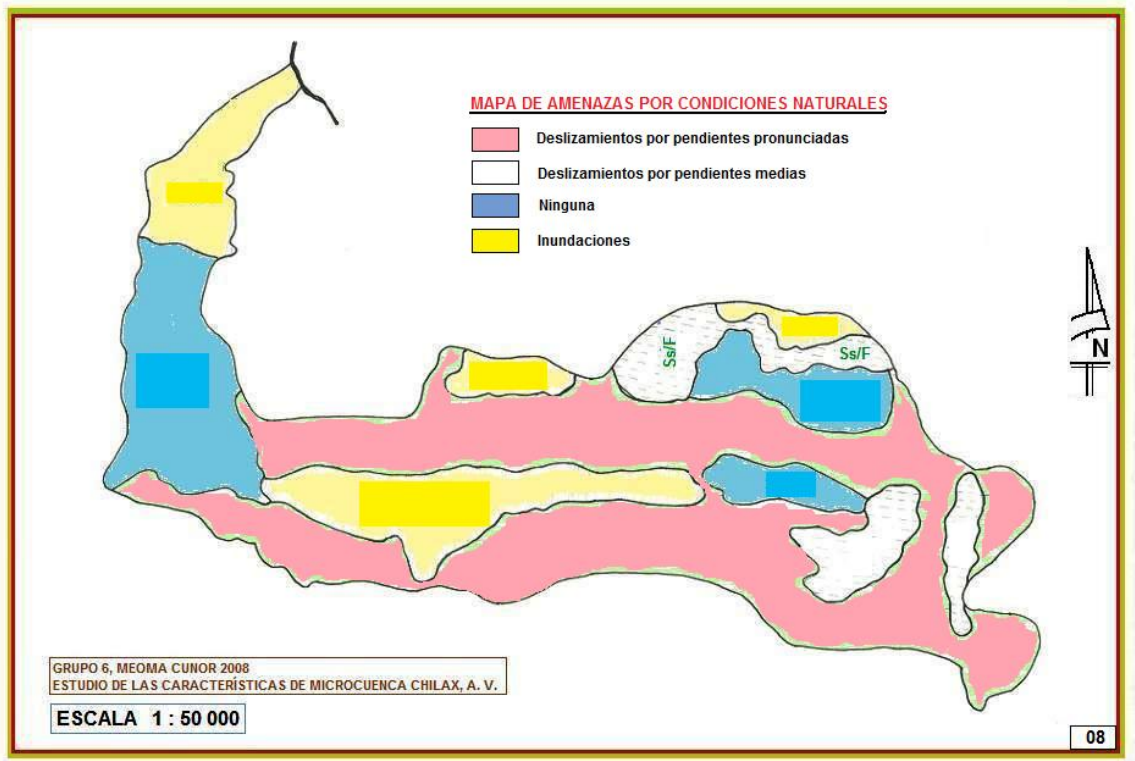 MAPA DE AMENAZAS POR CONDICIONES NATURALES
Deslizamientos por pendientes pronunciadas
Deslizamientos por pendientes medias
Ninguna
Inundaciones
Ss/F
Ss/F
N
GRUPO 6, MEOMA CUNOR 2008
ESTUDIO DE LAS CARACTERÍSTICAS DE MICROCUENCA CHILAX, A. V.
ESCALA 1 : 50 000
08